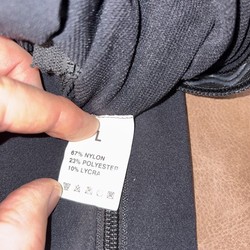 L
67% NYLON
23% POLYESTER
10% LYCRA